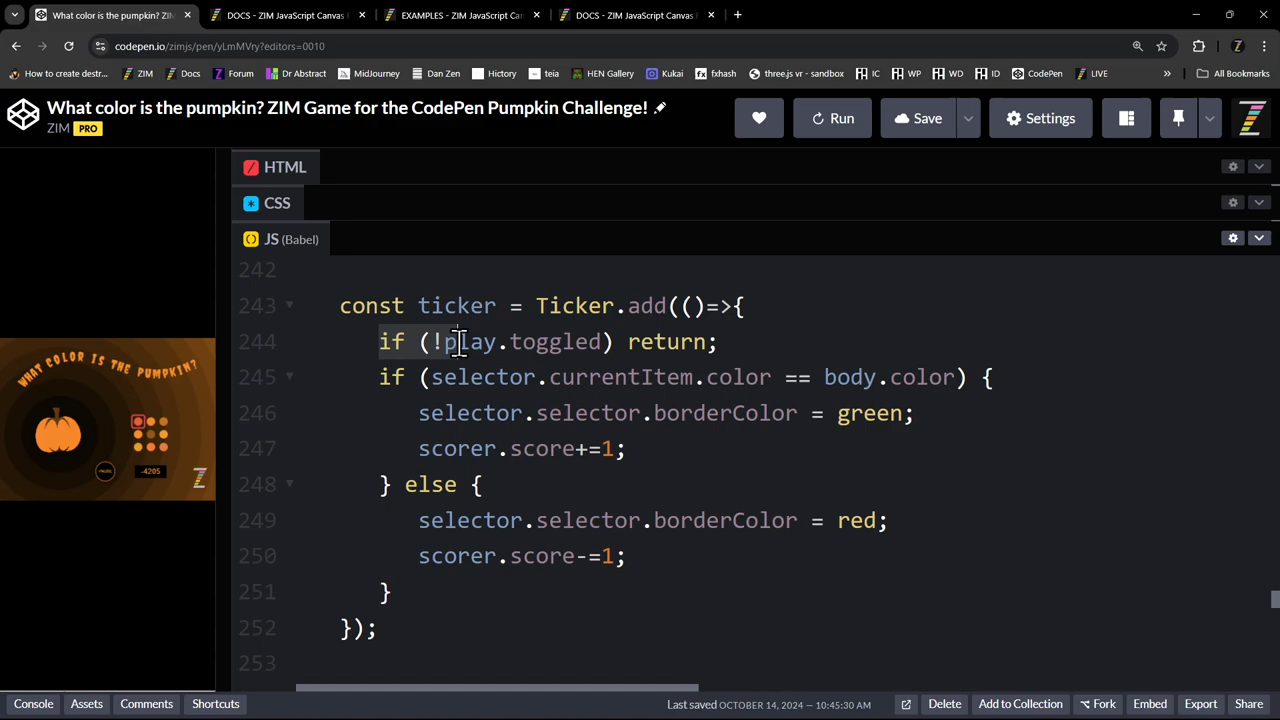 What color is the pumpkin? ZIM
DOCS - ZIM JavaScript Canvas
EXAMPLES - ZIM JavaScript Can
DOCS - ZIM JavaScript Canvas
codepen.io/zimjs/pen/yLmMVry?editors=0010
How to create destr...
ZIM
Docs
Forum
Dr Abstract
MidJourney
Dan Zen
Hictory
teia
HEN Gallery
Kukai
fxhash
three.js vr - sandbox
IC
WP
WD
ID
CodePen
LIVE
»
All Bookmarks
What color is the pumpkin? ZIM Game for the CodePen Pumpkin Challenge!
ZIM PRO
Run
Save
Settings
HTML
CSS
JS (Babel)
242
243 const ticker = Ticker.add(()=>{
244 if (!play.toggled) return;
245 if (selector.currentItem.color == body.color) {
246 selector.selector.borderColor = green;
247 scorer.score+=1;
248 } else {
249 selector.selector.borderColor = red;
250 scorer.score-=1;
251 }
252 });
253
WHAT COLOR IS THE PUMPKIN?
-4205
Console
Assets
Comments
Shortcuts
Last saved OCTOBER 14, 2024 — 10:45:30 AM
Delete
Add to Collection
Fork
Embed
Export
Share